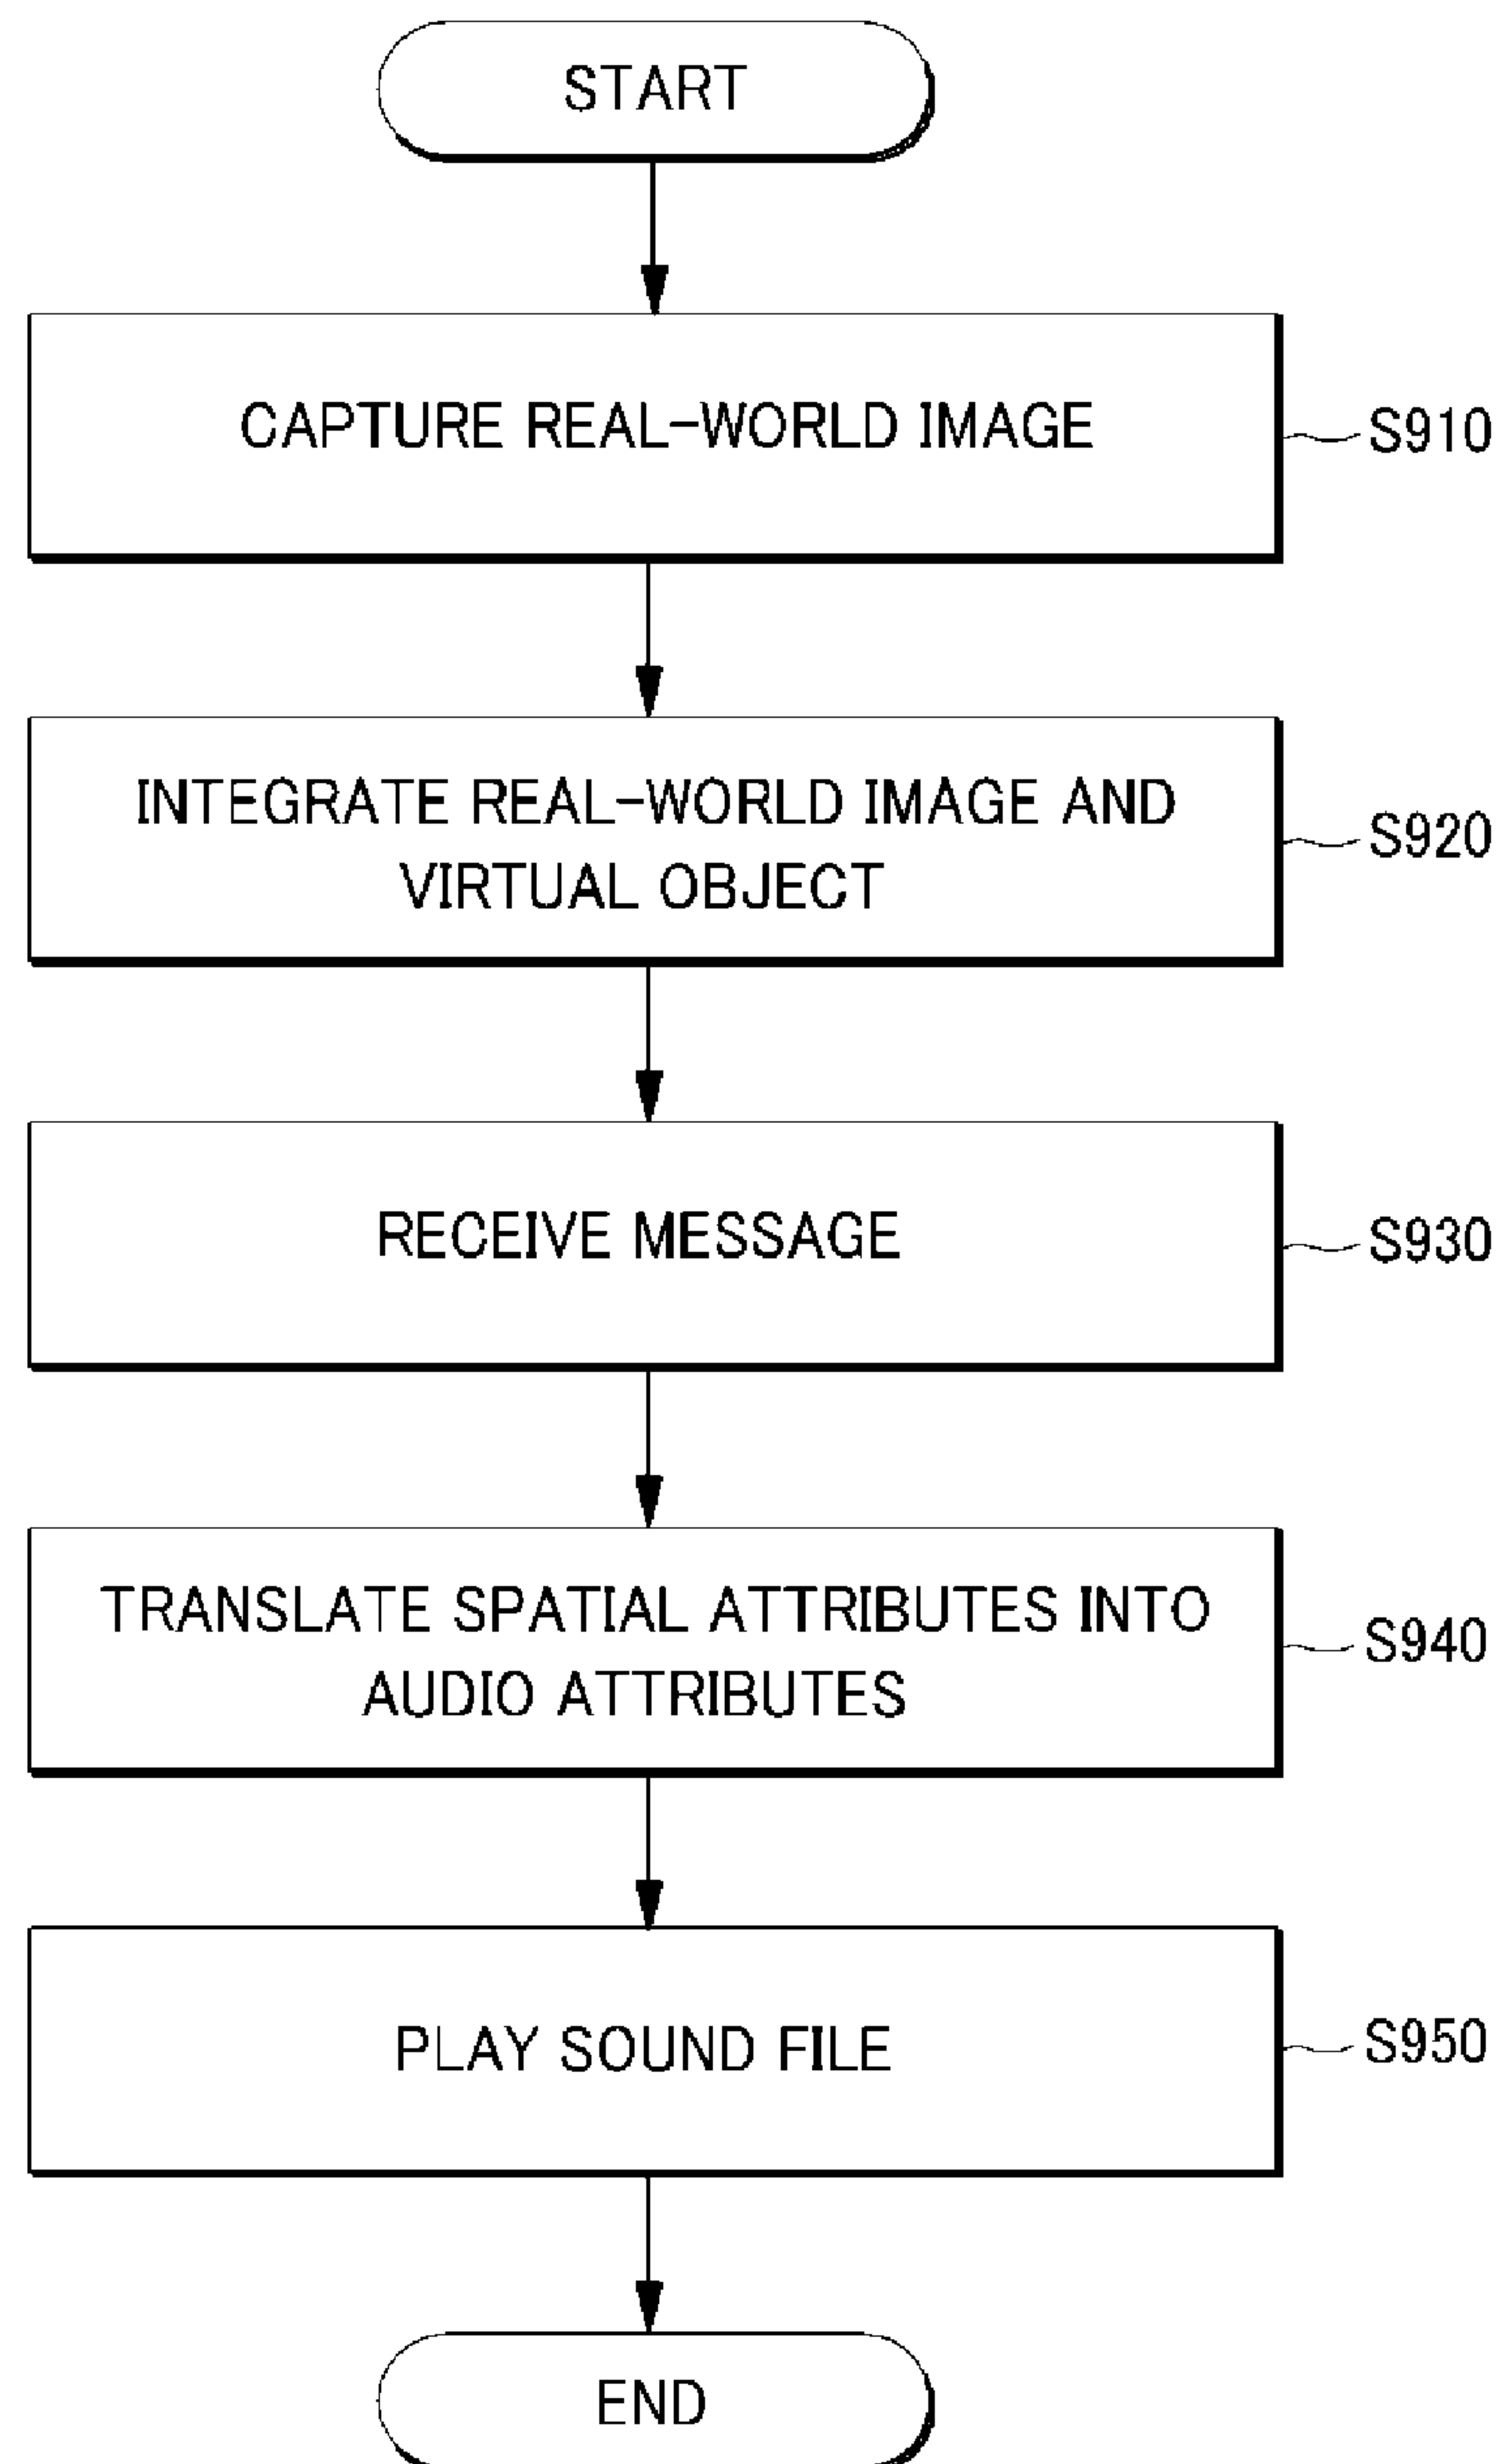 START
CAPTURE REAL-WORLD IMAGE
S910
INTEGRATE REAL-WORLD IMAGE AND
VIRTUAL OBJECT
S920
RECEIVE MESSAGE
S930
TRANSLATE SPATIAL ATTRIBUTES INTO
AUDIO ATTRIBUTES
S940
PLAY SOUND FILE
S950
END